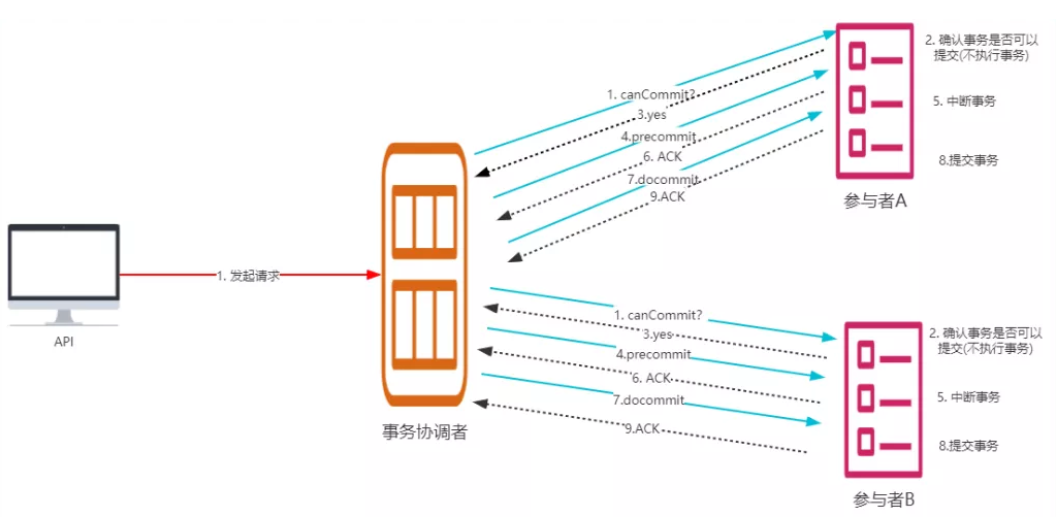 1. canCommit?
3.yes
4.precommit
6. ACK
7.docommit
9.ACK
2. 确认事务是否可以
提交(不执行事务)
5. 中断事务
8.提交事务
参与者A
1. 发起请求
API
事务协调者
1. canCommit?
3.yes
4.precommit
6. ACK
7.docommit
9.ACK
2. 确认事务是否可以
提交(不执行事务)
5. 中断事务
8.提交事务
参与者B